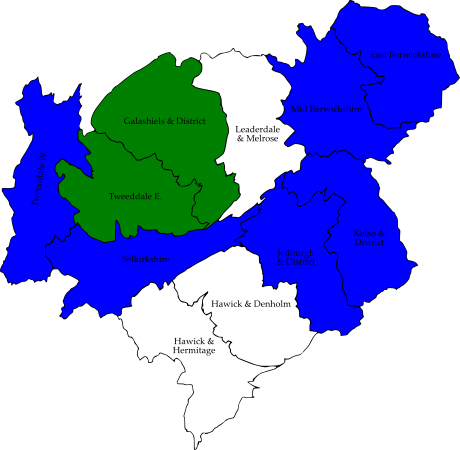 East Berwickshire
Mid Berwickshire
Galashiels & District
Leaderdale
& Melrose
Tweeddale W.
Tweeddale E.
Kelso &
District
Jedburgh
& District
Selkirkshire
Hawick & Denholm
Hawick &
Hermitage